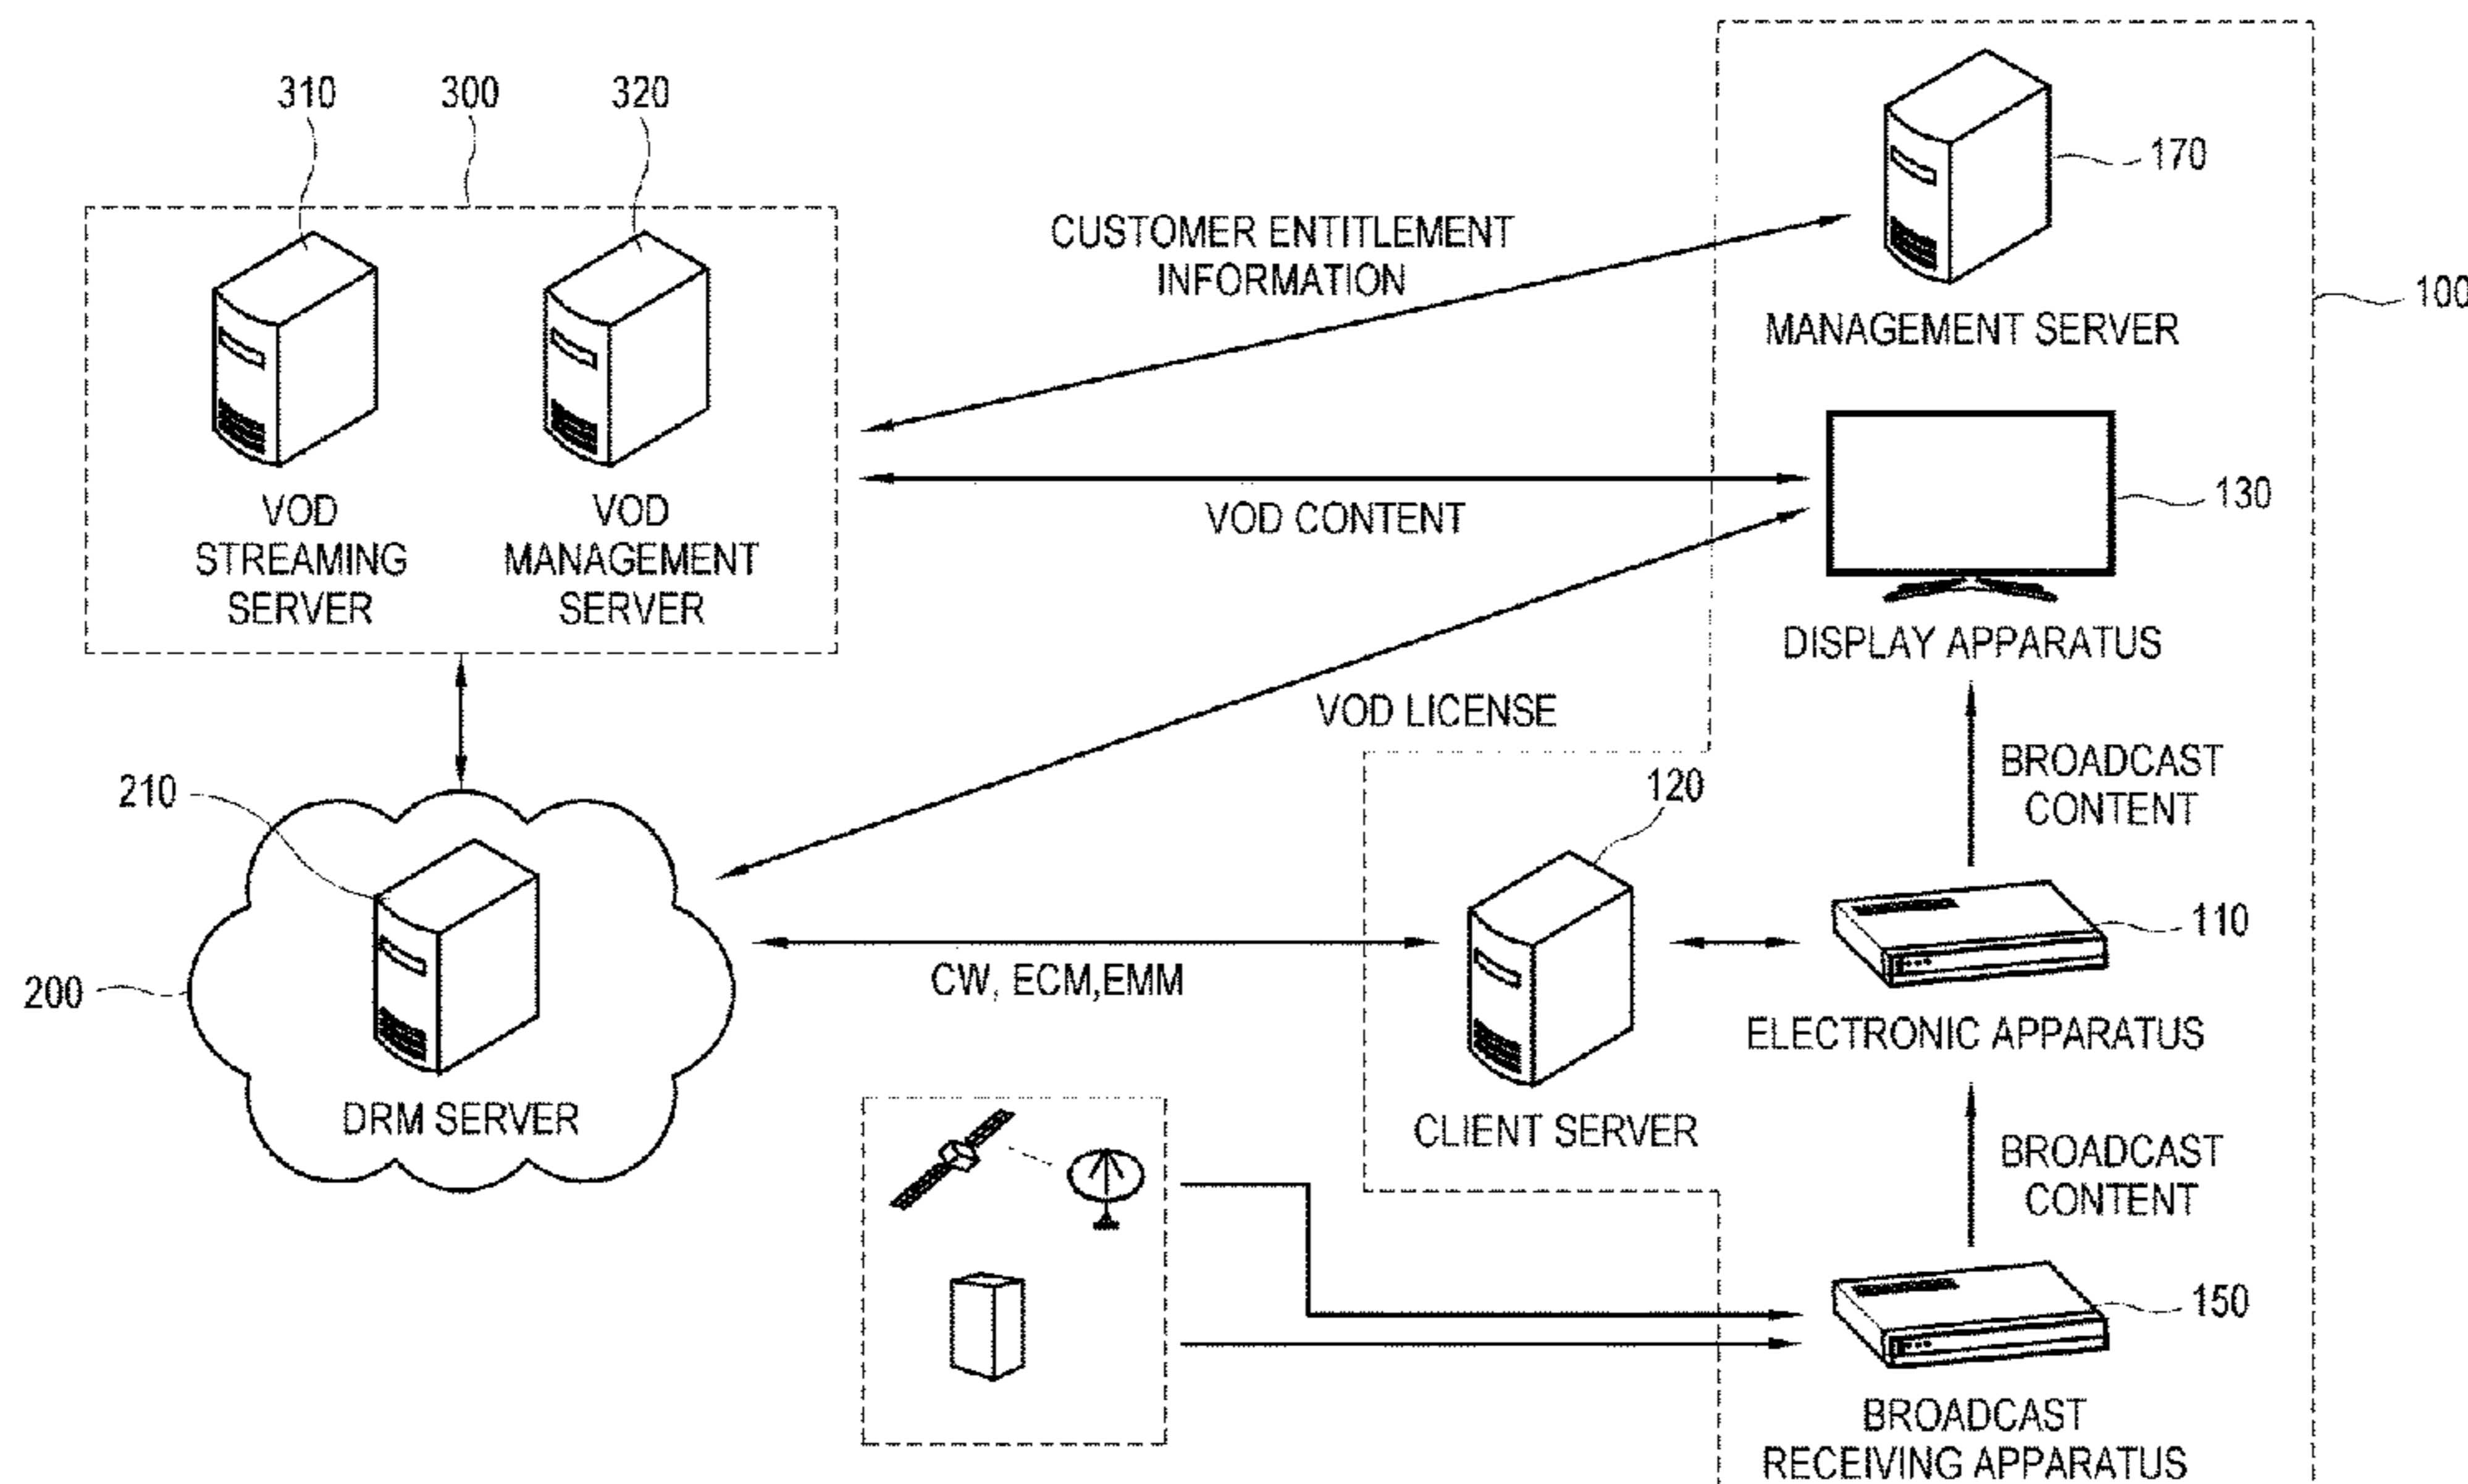 310
300
320
170
CUSTOMER ENTITLEMENT
INFORMATION
100
MANAGEMENT SERVER
130
VOD
STREAMING
SERVER
VOD
MANAGEMENT
SERVER
VOD CONTENT
DISPLAY APPARATUS
VOD LICENSE
BROADCAST
CONTENT
210
120
110
200
CW, ECM,EMM
ELECTRONIC APPARATUS
DRM SERVER
CLIENT SERVER
BROADCAST
CONTENT
150
BROADCAST
RECEIVING APPARATUS